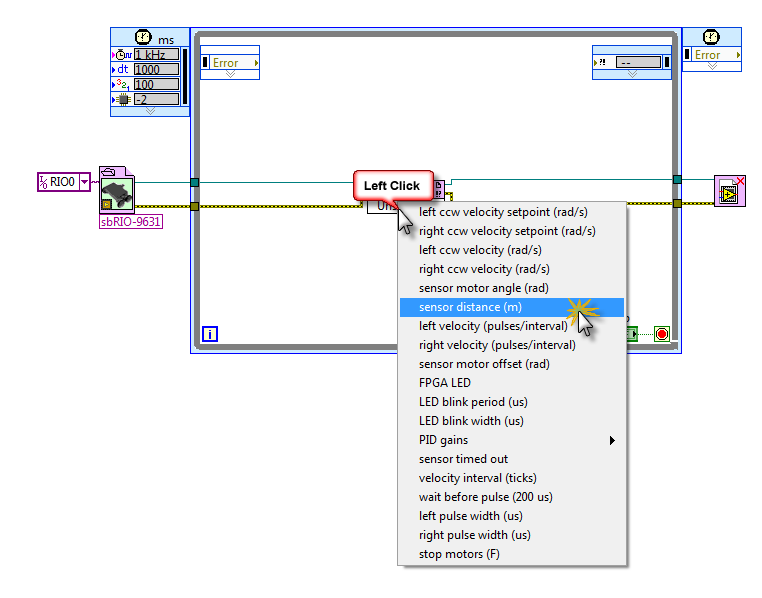 ms
1 kHz
dt 1000
100
-2
Error
?! --
Error
I/O RIO0
sbRIO-9631
Left Click
?!
Un
left ccw velocity setpoint (rad/s)
right ccw velocity setpoint (rad/s)
left ccw velocity (rad/s)
right ccw velocity (rad/s)
sensor motor angle (rad)
sensor distance (m)
left velocity (pulses/interval)
right velocity (pulses/interval)
sensor motor offset (rad)
FPGA LED
LED blink period (us)
LED blink width (us)
PID gains
sensor timed out
velocity interval (ticks)
wait before pulse (200 us)
left pulse width (us)
right pulse width (us)
stop motors (F)
i